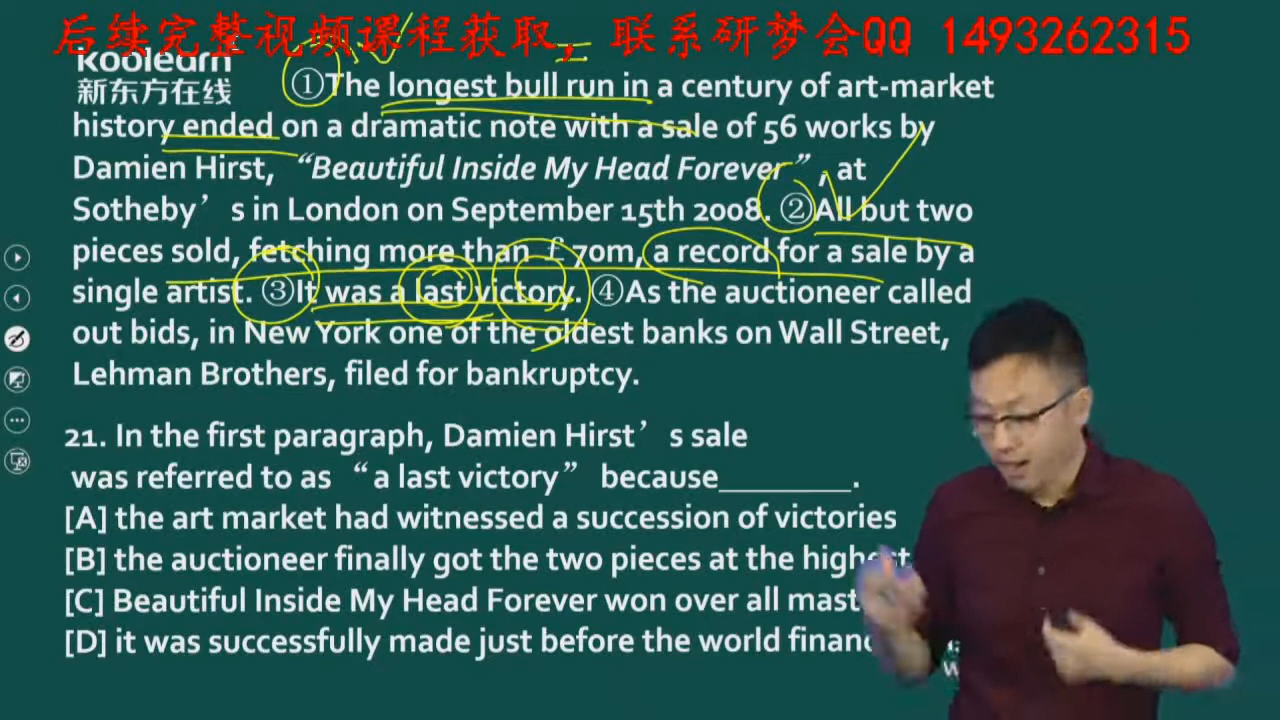 后续完整视频课程获取，联系研梦会QQ 1493262315
koolearn
新东方在线
①The longest bull run in a century of art-market
history ended on a dramatic note with a sale of 56 works by
Damien Hirst, “Beautiful Inside My Head Forever”, at
Sotheby’s in London on September 15th 2008. ②All but two
pieces sold, fetching more than £70m, a record for a sale by a
single artist. ③It was a last victory. ④As the auctioneer called
out bids, in New York one of the oldest banks on Wall Street,
Lehman Brothers, filed for bankruptcy.
21. In the first paragraph, Damien Hirst’s sale
was referred to as “a last victory” because________.
[A] the art market had witnessed a succession of victories
[B] the auctioneer finally got the two pieces at the highest
[C] Beautiful Inside My Head Forever won over all
[D] it was successfully made just before the world